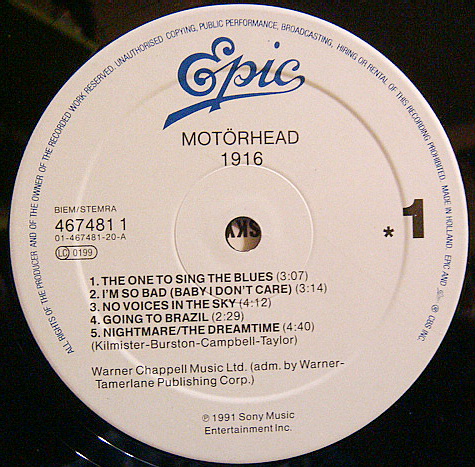 ALL RIGHTS OF THE PRODUCER AND OF THE OWNER OF THE RECORDED WORK RESERVED. UNAUTHORISED COPYING, PUBLIC PERFORMANCE, BROADCASTING, HIRING OR RENTAL OF THIS RECORDING PROHIBITED. MADE IN HOLLAND. EPIC AND
℗ CBS INC.
Epic
MOTÖRHEAD
1916
BIEM/STEMRA
467481 1
01-467481-20-A
LC 0199
SKY
* 1
1. THE ONE TO SING THE BLUES (3:07)
2. I'M SO BAD (BABY I DON'T CARE) (3:14)
3. NO VOICES IN THE SKY (4:12)
4. GOING TO BRAZIL (2:29)
5. NIGHTMARE/THE DREAMTIME (4:40)
(Kilmister-Burston-Campbell-Taylor)
Warner Chappell Music Ltd. (adm. by Warner-
Tamerlane Publishing Corp.)
℗ 1991 Sony Music
Entertainment Inc.